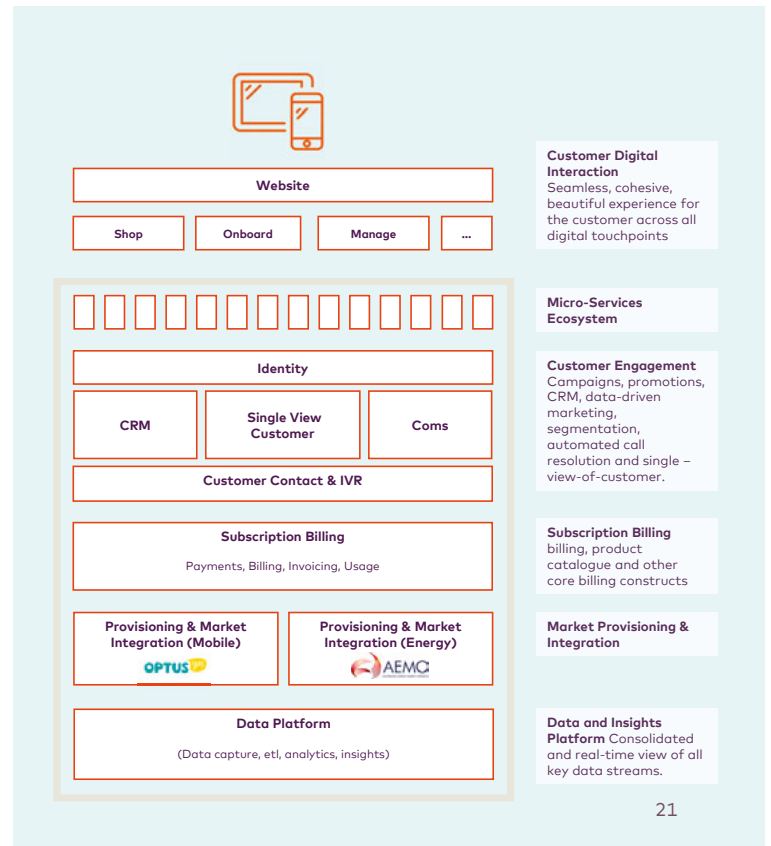 Website
Shop
Onboard
Manage
...
Customer Digital
Interaction
Seamless, cohesive,
beautiful experience for
the customer across all
digital touchpoints
Micro-Services
Ecosystem
Identity
CRM
Single View
Customer
Coms
Customer Contact & IVR
Customer Engagement
Campaigns, promotions,
CRM, data-driven
marketing,
segmentation,
automated call
resolution and single –
view-of-customer.
Subscription Billing
Payments, Billing, Invoicing, Usage
Subscription Billing
billing, product
catalogue and other
core billing constructs
Provisioning & Market
Integration (Mobile)
OPTUS
Provisioning & Market
Integration (Energy)
AEMC
Market Provisioning &
Integration
Data Platform
(Data capture, etl, analytics, insights)
Data and Insights
Platform Consolidated
and real-time view of all
key data streams.
21